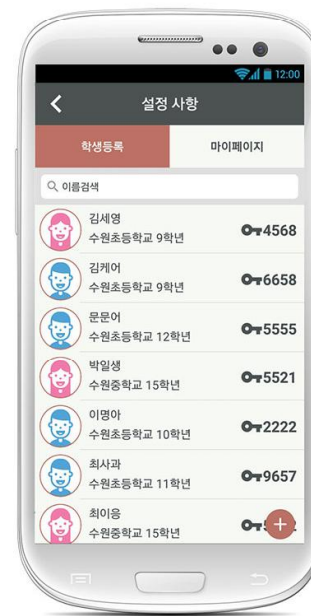 12:00
설정 사항
학생등록 마이페이지
이름검색
김세영
수원초등학교 9학년 4568
김케어
수원초등학교 9학년 6658
문문어
수원초등학교 12학년 5555
박일생
수원중학교 15학년 5521
이명아
수원초등학교 10학년 2222
최사과
수원초등학교 11학년 9657
최이응
수원중학교 15학년